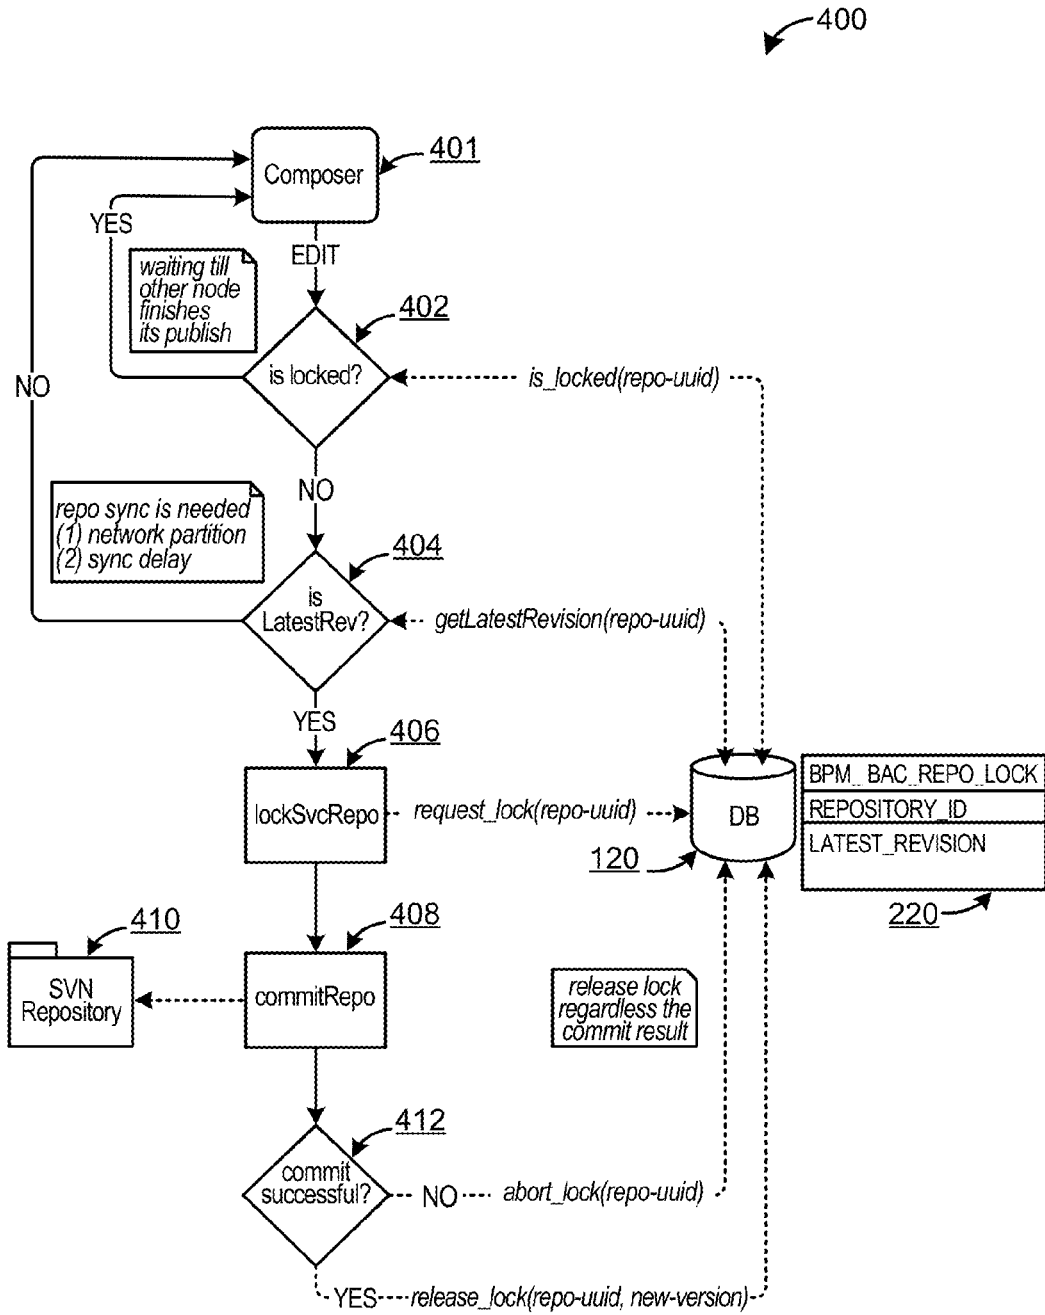 400
401
Composer
YES
EDIT
waiting till
other node
finishes
its publish
402
is locked?
is_locked(repo-uuid)
NO
NO
repo sync is needed
(1) network partition
(2) sync delay
404
is
LatestRev?
getLatestRevision(repo-uuid)
YES
406
lockSvcRepo
request_lock(repo-uuid)
DB
120
BPM_BAC_REPO_LOCK
REPOSITORY_ID
LATEST_REVISION
220
408
commitRepo
410
SVN
Repository
release lock
regardless the
commit result
412
commit
successful?
NO
abort_lock(repo-uuid)
YES
release_lock(repo-uuid, new-version)